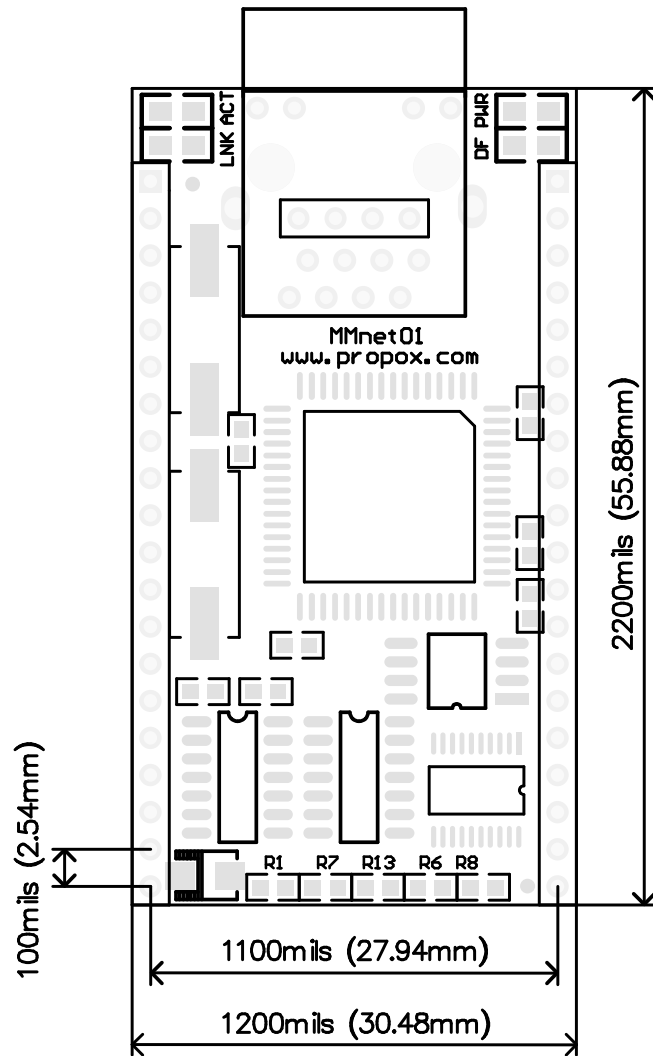 LNK ACT
DF PWR
MMnet01
www.propox.com
2200mils (55.88mm)
100mils (2.54mm)
R1 R7 R13 R6 R8
1100mils (27.94mm)
1200mils (30.48mm)